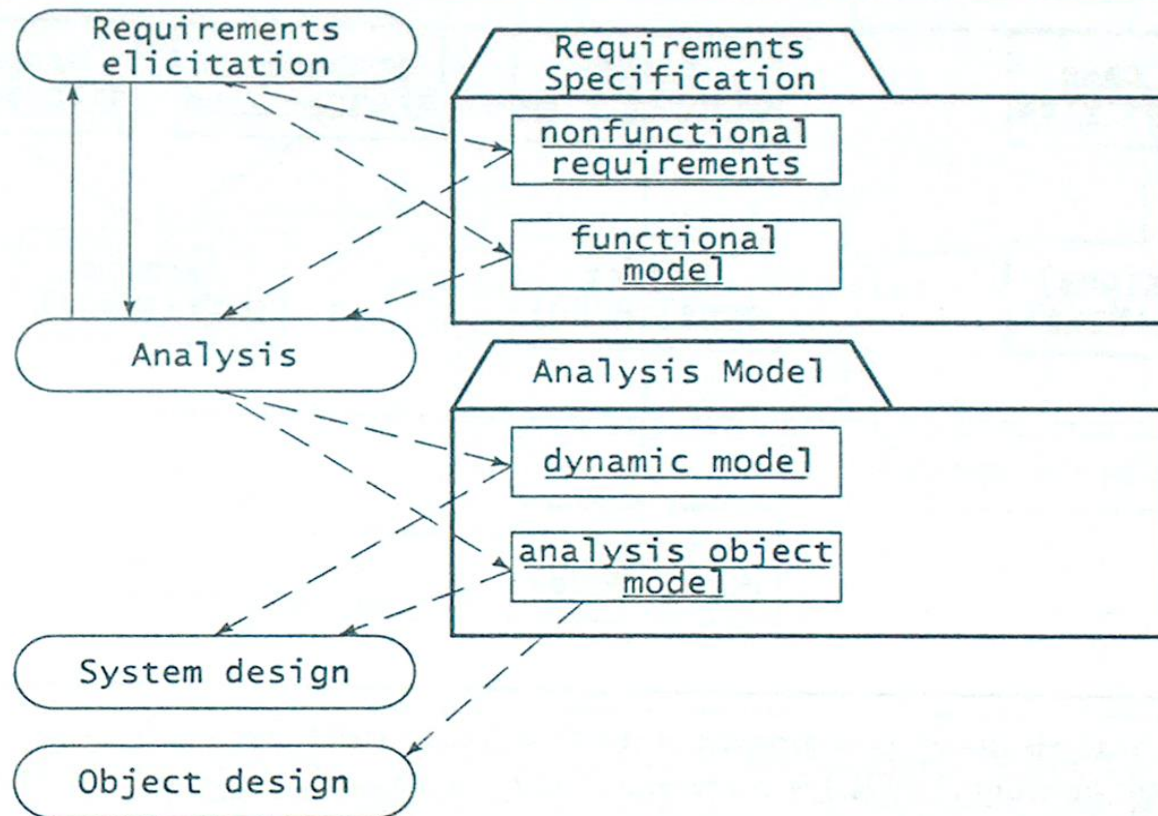 Requirements
elicitation
Requirements
Specification
nonfunctional
requirements
functional
model
Analysis
Analysis Model
dynamic model
analysis object
model
System design
Object design